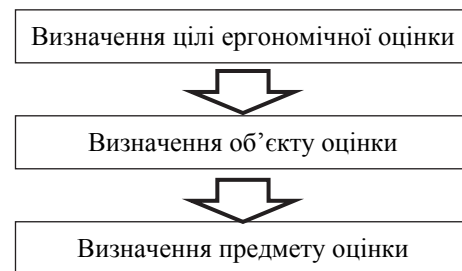 Визначення цілі ергономічної оцінки
Визначення об’єкту оцінки
Визначення предмету оцінки